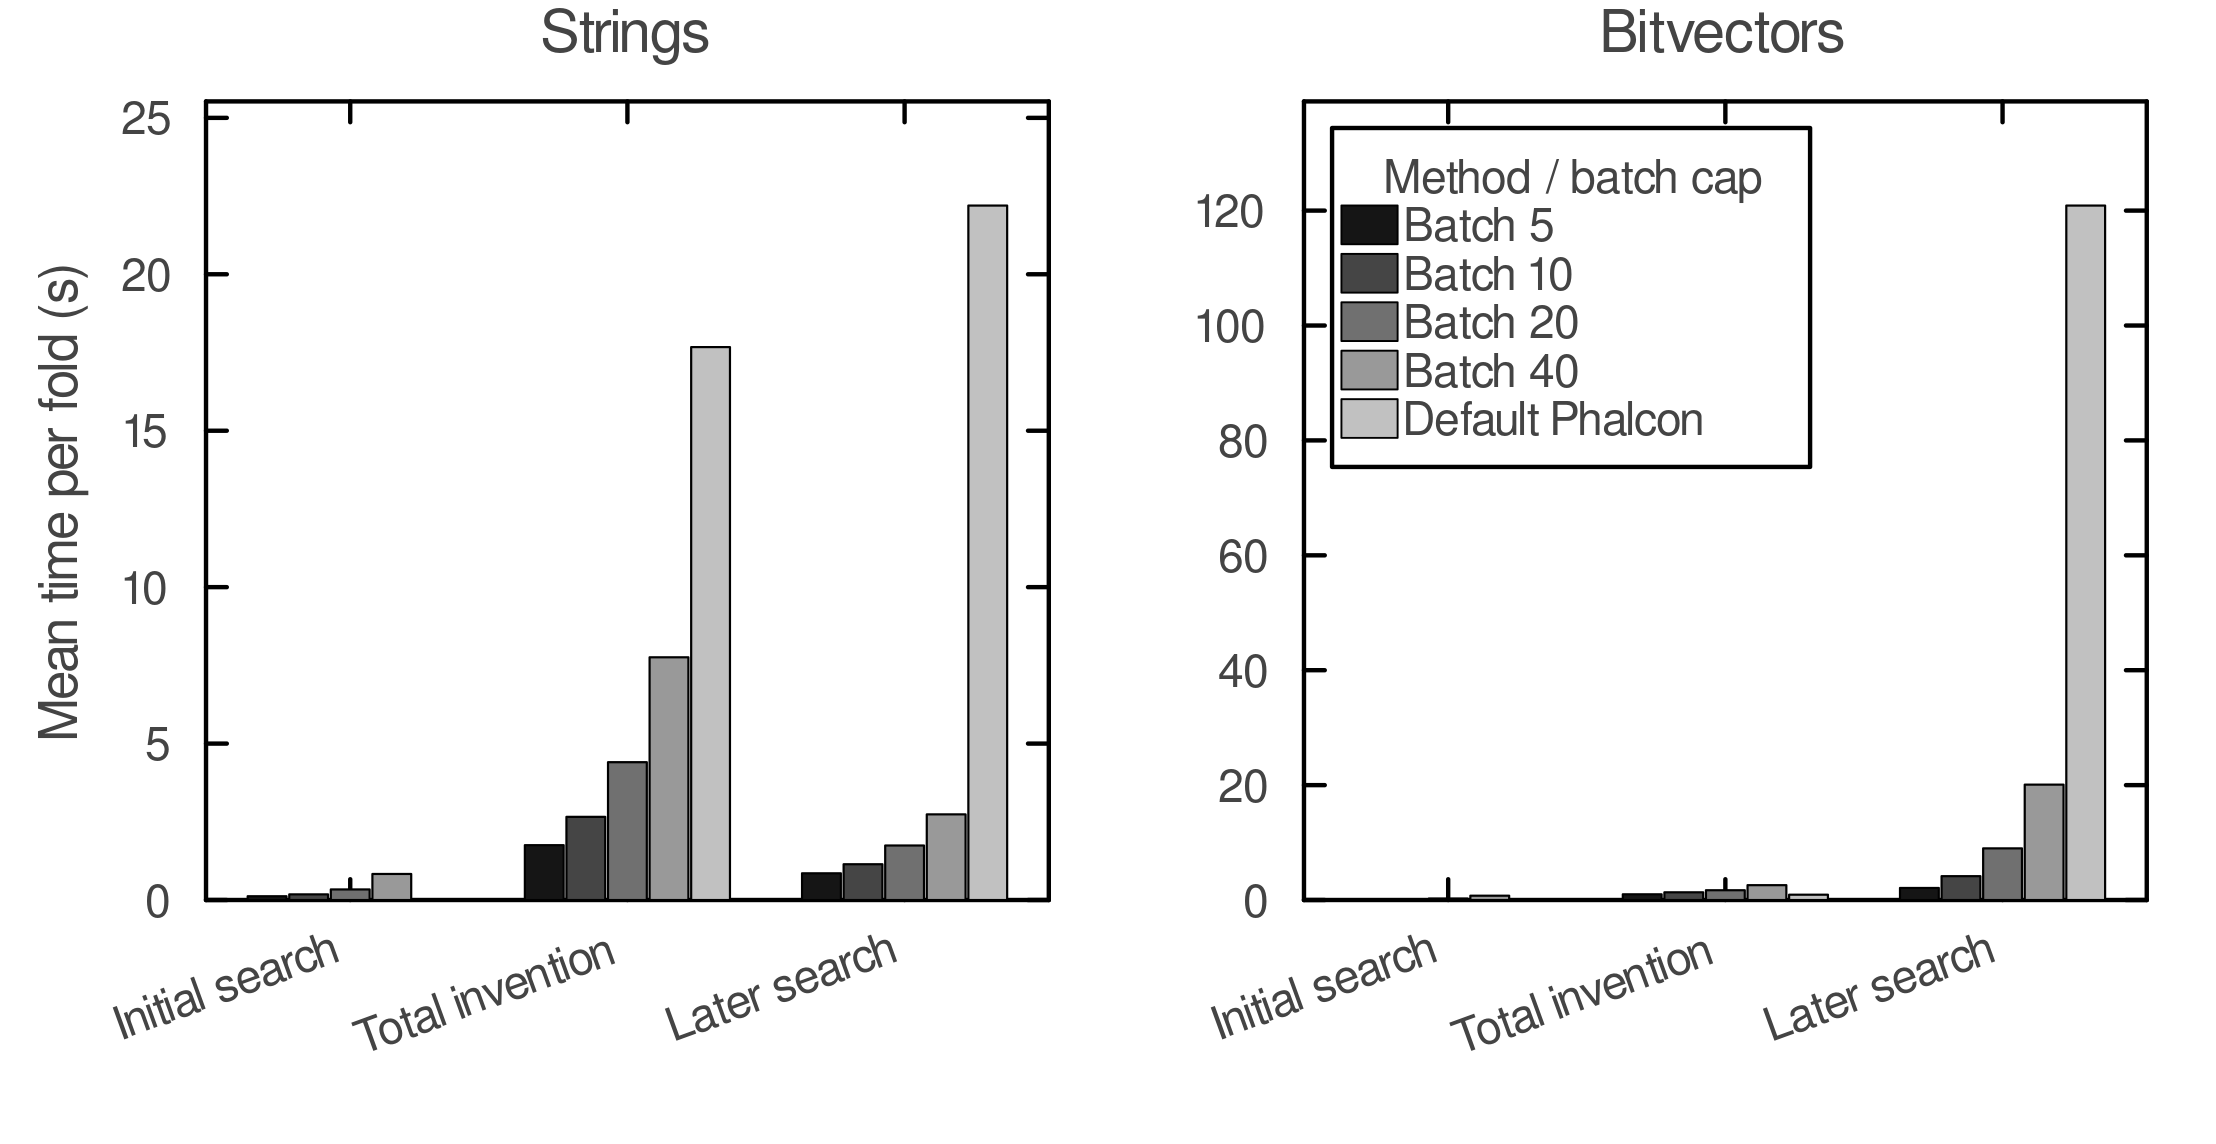 Strings
Bitvectors
Mean time per fold (s)
25
20
15
10
5
0
Initial search
Total invention
Later search
120
100
80
60
40
20
0
Method / batch cap
Batch 5
Batch 10
Batch 20
Batch 40
Default Phalcon
Initial search
Total invention
Later search